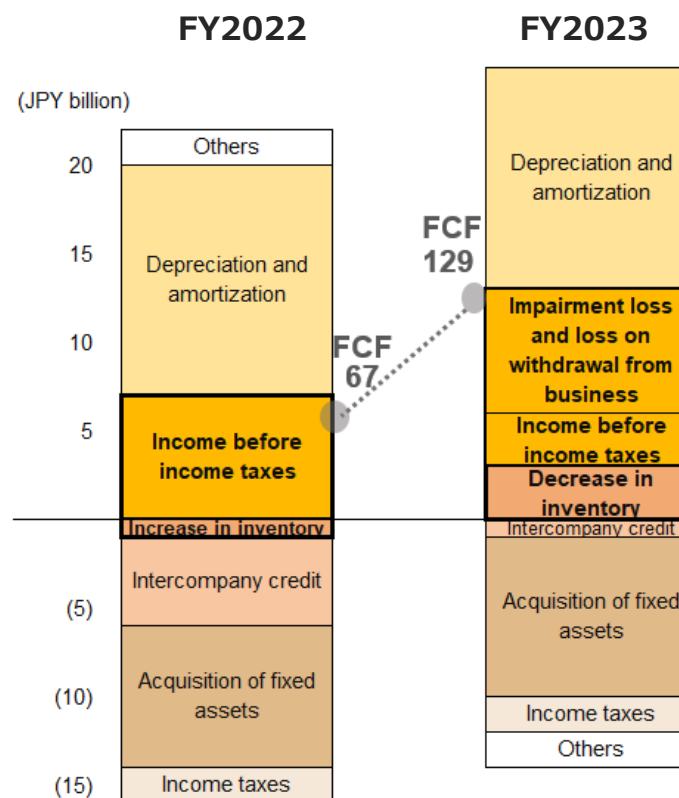 FY2022
FY2023
(JPY billion)
20
15
10
5
(5)
(10)
(15)
Others
Depreciation and
amortization
Income before
income taxes
Increase in inventory
Intercompany credit
Acquisition of fixed
assets
Income taxes
FCF
67
FCF
129
Depreciation and
amortization
Impairment loss
and loss on
withdrawal from
business
Income before
income taxes
Decrease in
inventory
Intercompany credit
Acquisition of fixed
assets
Income taxes
Others